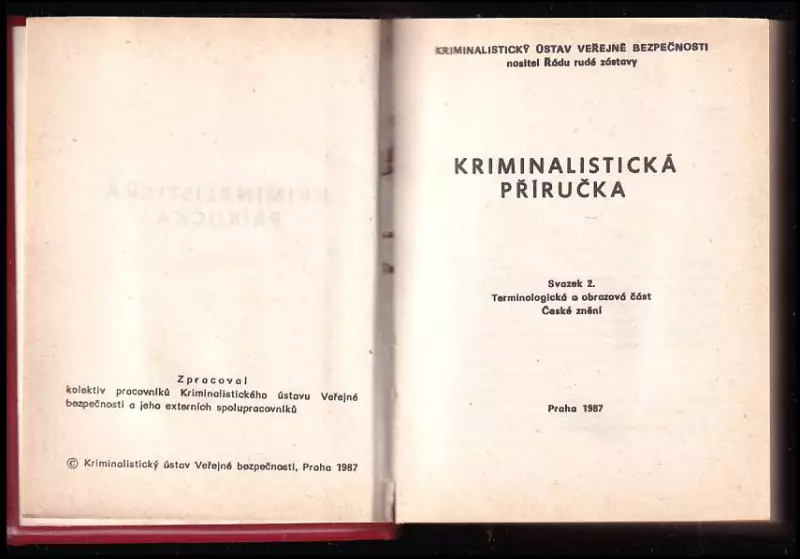 Zpracoval
kolektiv pracovníků Kriminalistického ústavu Veřejné
bezpečnosti a jeho externích spolupracovníků
© Kriminalistický ústav Veřejné bezpečnosti, Praha 1987
KRIMINALISTICKÝ ÚSTAV VEŘEJNÉ BEZPEČNOSTI
nositel Řádu rudé zástavy
KRIMINALISTICKÁ
PŘÍRUČKA
Svazek 2.
Terminologická a obrazová část
České znění
Praha 1987